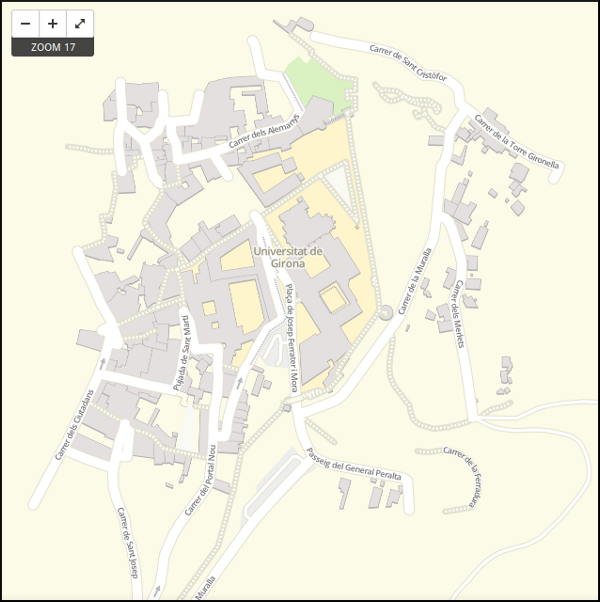 ZOOM 17
Carrer de Sant Cristòfor
Carrer dels Alemanys
Carrer de la Torre Gironella
Universitat de
Girona
Carrer de la Muralla
Carrer dels Merlets
Plaça de Josep Ferrater i Mora
Pujada de Sant Martí
Carrer dels Ciutadans
Passeig del General Peralta
Carrer de la Ferradura
Carrer del Portal Nou
Carrer de Sant Josep
Muralla